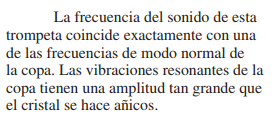 La frecuencia del sonido de esta
trompeta coincide exactamente con una
de las frecuencias de modo normal de
la copa. Las vibraciones resonantes de la
copa tienen una amplitud tan grande que
el cristal se hace añicos.